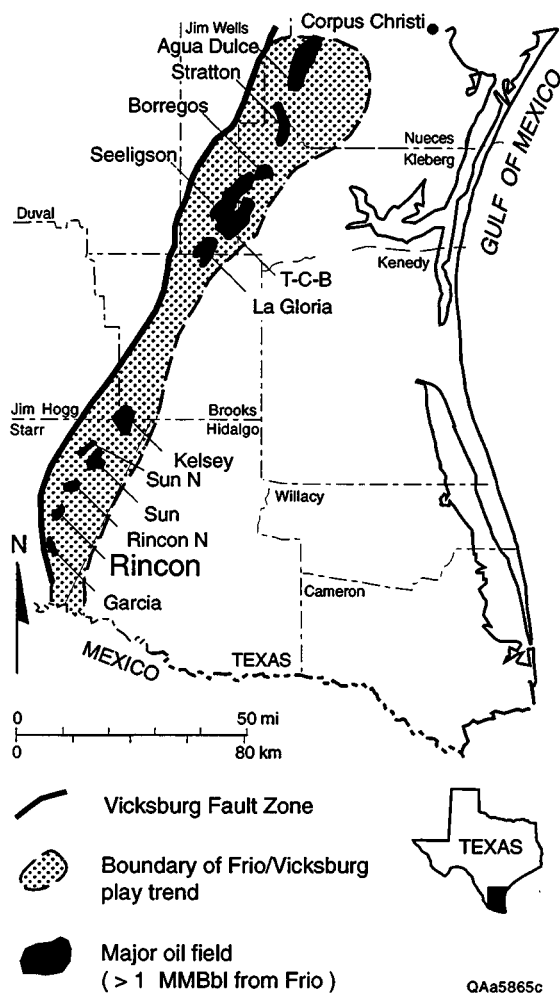 Jim Wells
Corpus Christi
Agua Dulce
Stratton
Borregos
Nueces
Kleberg
Seeligson
GULF OF MEXICO
Duval
Kenedy
T-C-B
La Gloria
Jim Hogg
Starr
Brooks
Hidalgo
Kelsey
Sun N
Sun
Willacy
Rincon N
N
Rincon
Garcia
Cameron
MEXICO
TEXAS
0 50 mi
0 80 km
Vicksburg Fault Zone
Boundary of Frio/Vicksburg
play trend
TEXAS
Major oil field
( > 1 MMBbl from Frio )
QAa5865c